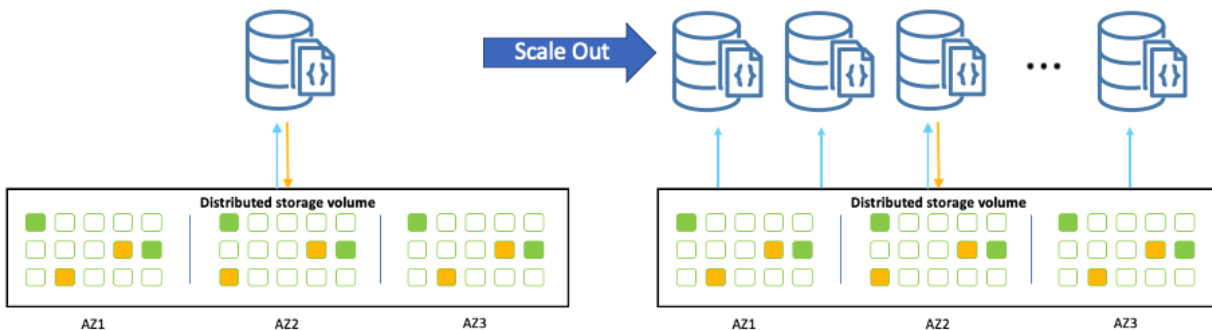 { }
Scale Out
{ }
{ }
{ }
...
{ }
Distributed storage volume
AZ1
AZ2
AZ3
Distributed storage volume
AZ1
AZ2
AZ3